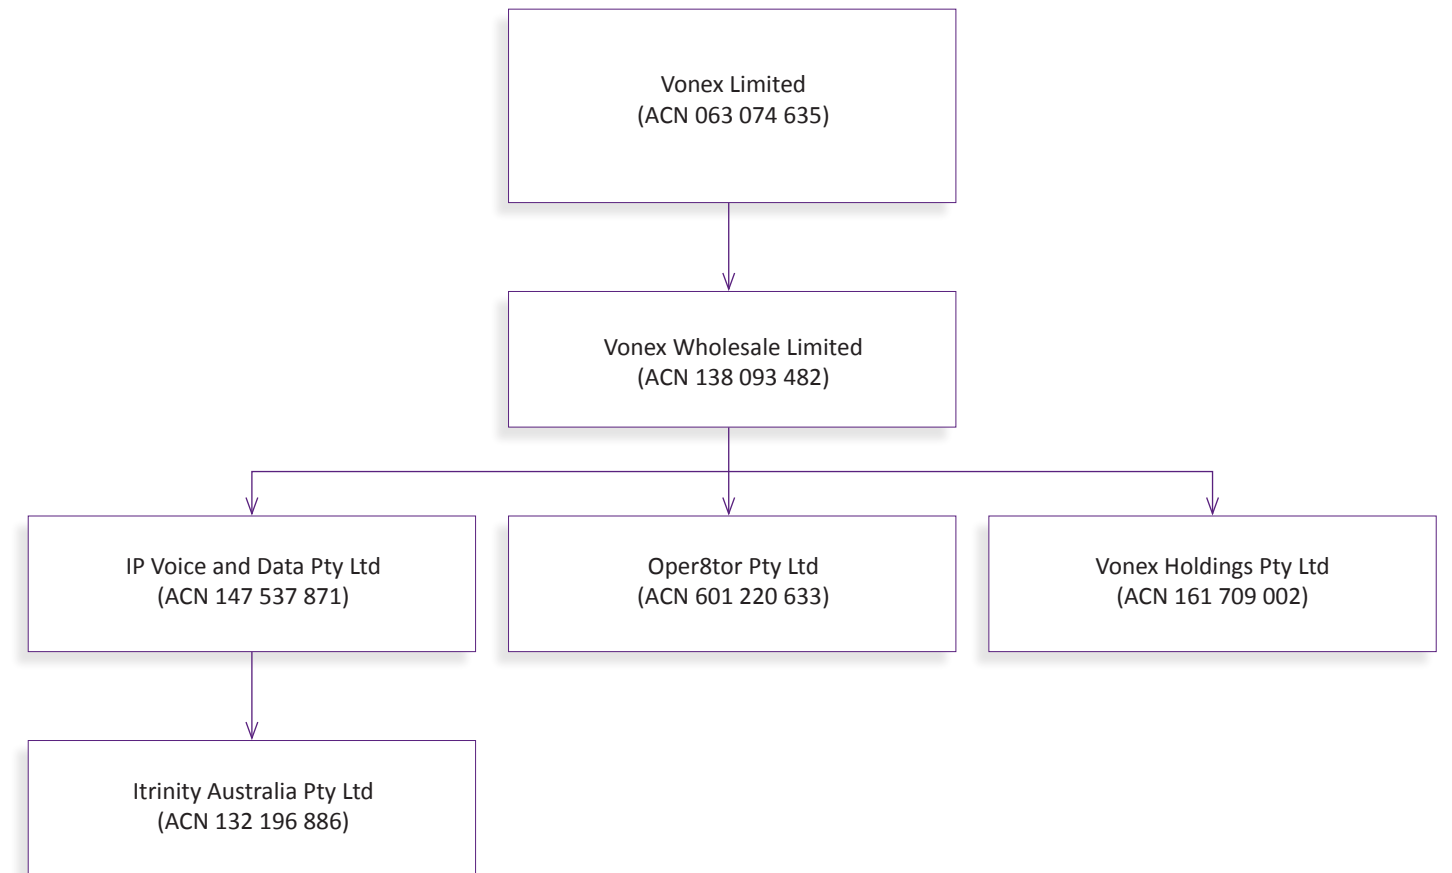 Vonex Limited
(ACN 063 074 635)
Vonex Wholesale Limited
(ACN 138 093 482)
IP Voice and Data Pty Ltd
(ACN 147 537 871)
Oper8tor Pty Ltd
(ACN 601 220 633)
Vonex Holdings Pty Ltd
(ACN 161 709 002)
Itrinity Australia Pty Ltd
(ACN 132 196 886)